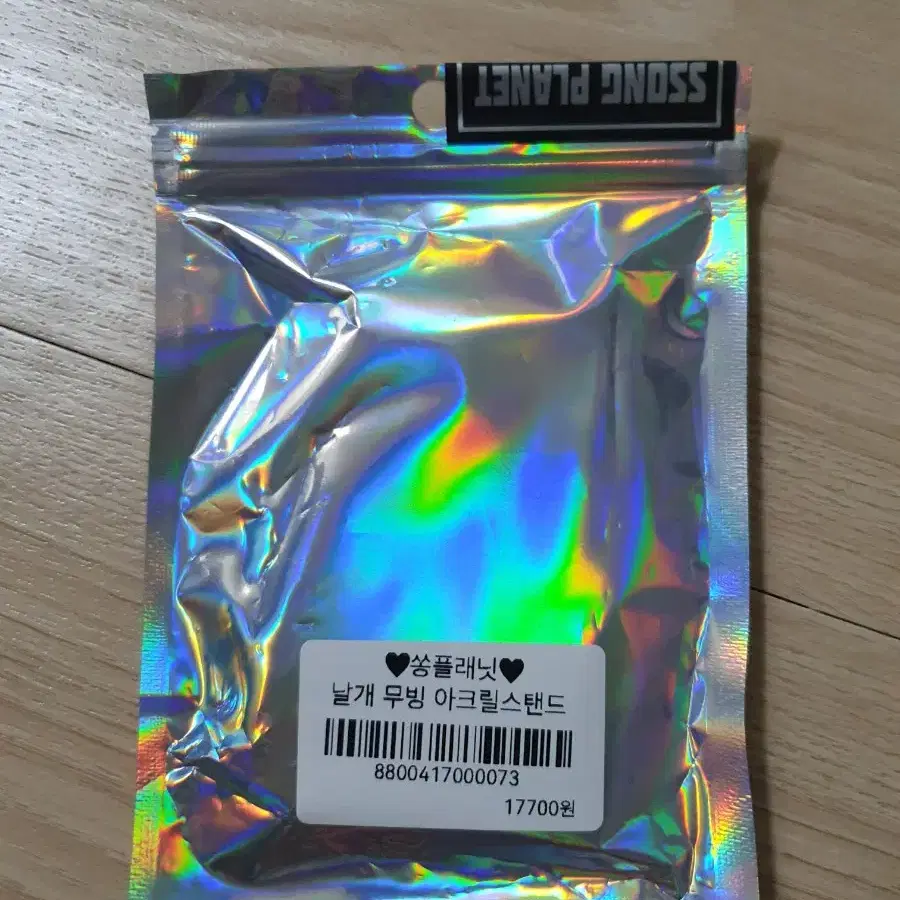 SSONG PLANET
♥쏭플래닛♥
날개 무빙 아크릴스탠드
8800417000073
17700원